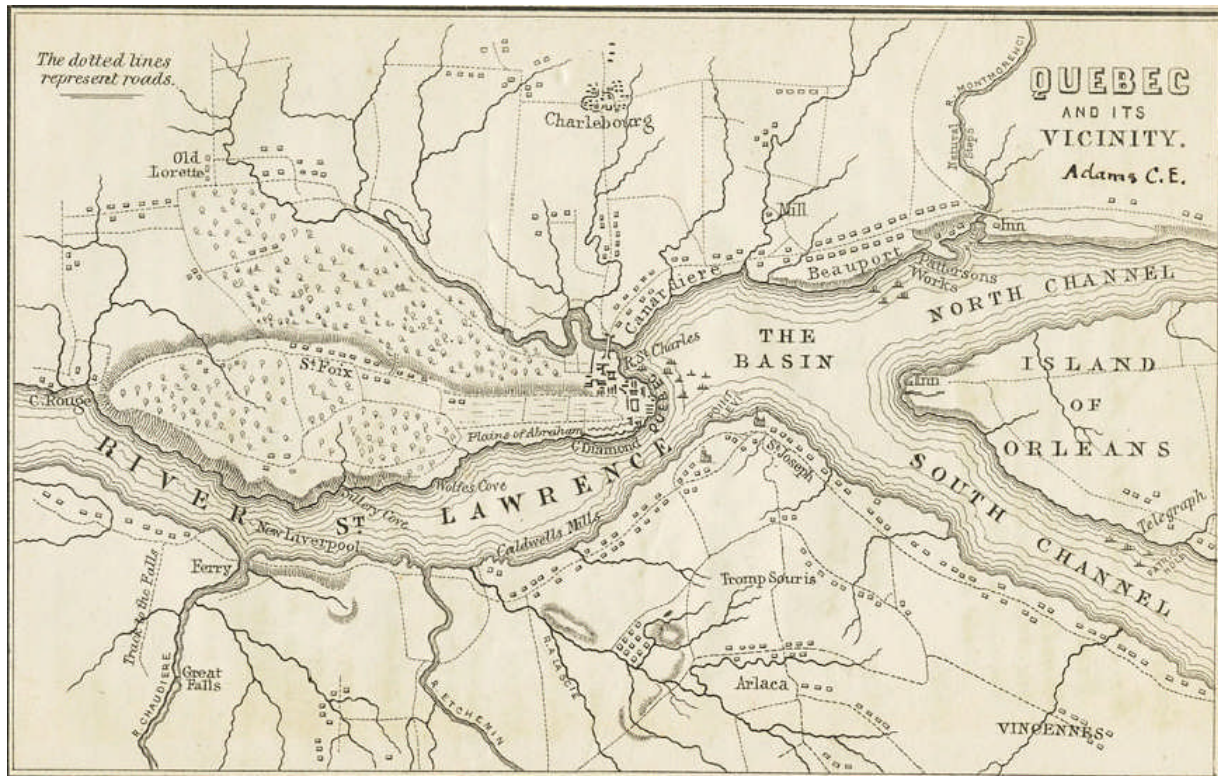 The dotted lines
represent roads.
QUEBEC
AND ITS
VICINITY.
Adams C.E.
R. MONTMORENCI
Natural
Steps
Charlebourg
Old
Lorette
Mill
Inn
Beauport
Pattersons
Works
Canardiere
NORTH CHANNEL
THE
BASIN
R. St Charles
St Foix
Inn
ISLAND
OF
ORLEANS
C. Rouge
QUEBEC
Plains of Abraham
C. Diamond
St Joseph
RIVER ST. LAWRENCE
Wolfes Cove
Sillery Cove
New Liverpool
Caldwells Mills
SOUTH
CHANNEL
Telegraph
Ferry
Tromp Souris
Track to the Falls
Great
Falls
R. CHAUDIERE
R. ETCHEMIN
R. A LA SCIE
Arlaca
VINCENNES